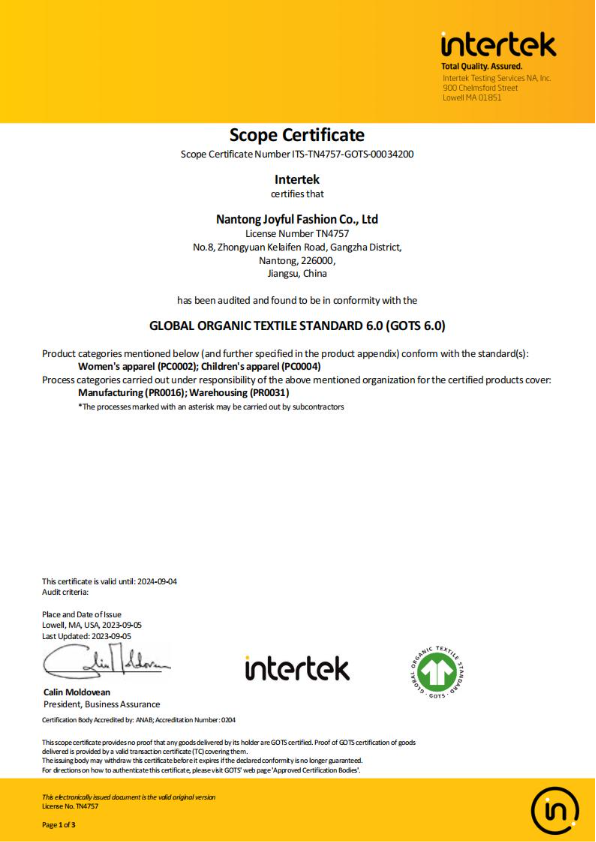 intertek
Total Quality. Assured.
Intertek Testing Services NA, Inc.
900 Chelmsford Street
Lowell MA 01851
Scope Certificate
Scope Certificate Number ITS-TN4757-GOTS-00034200
Intertek
certifies that
Nantong Joyful Fashion Co., Ltd
License Number TN4757
No.8, Zhongyuan Kelaifen Road, Gangzha District,
Nantong, 226000,
Jiangsu, China
has been audited and found to be in conformity with the
GLOBAL ORGANIC TEXTILE STANDARD 6.0 (GOTS 6.0)
Product categories mentioned below (and further specified in the product appendix) conform with the standard(s):
Women's apparel (PC0002); Children's apparel (PC0004)
Process categories carried out under responsibility of the above mentioned organization for the certified products cover:
Manufacturing (PR0016); Warehousing (PR0031)
*The processes marked with an asterisk may be carried out by subcontractors
This certificate is valid until: 2024-09-04
Audit criteria:
Place and Date of Issue
Lowell, MA, USA, 2023-09-05
Last Updated: 2023-09-05
Calin Moldovean
intertek
GLOBAL ORGANIC TEXTILE STANDARD · GOTS ·
Calin Moldovean
President, Business Assurance
Certification Body Accredited by: ANAB; Accreditation Number: 0204
This scope certificate provides no proof that any goods delivered by its holder are GOTS certified. Proof of GOTS certification of goods
delivered is provided by a valid transaction certificate (TC) covering them.
The issuing body may withdraw this certificate before it expires if the declared conformity is no longer guaranteed.
For directions on how to authenticate this certificate, please visit GOTS' web page 'Approved Certification Bodies'.
This electronically issued document is the valid original version
License No. TN4757
Page 1 of 3
in